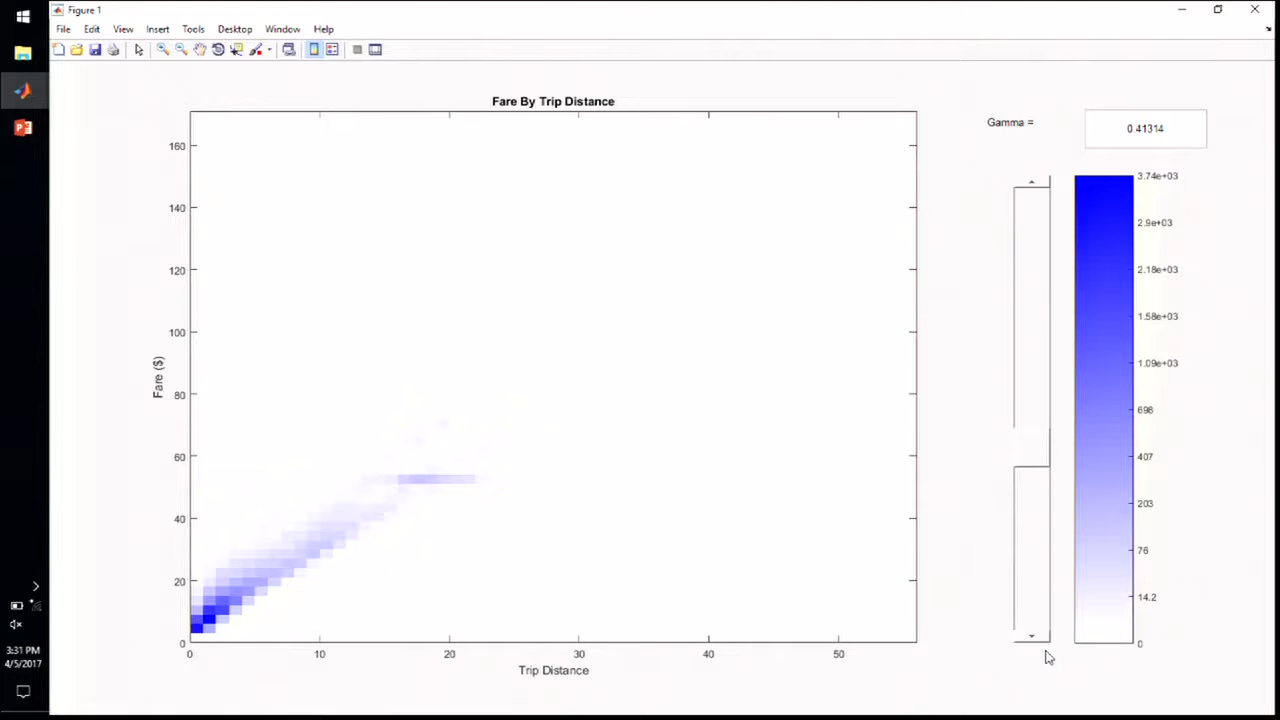 Figure 1
File Edit View Insert Tools Desktop Window Help
Fare By Trip Distance
Gamma =
0.41314
160
140
120
100
80
60
40
20
0
Fare ($)
0 10 20 30 40 50
Trip Distance
3.74e+03
2.9e+03
2.18e+03
1.58e+03
1.09e+03
698
407
203
76
14.2
0
3:31 PM
4/5/2017